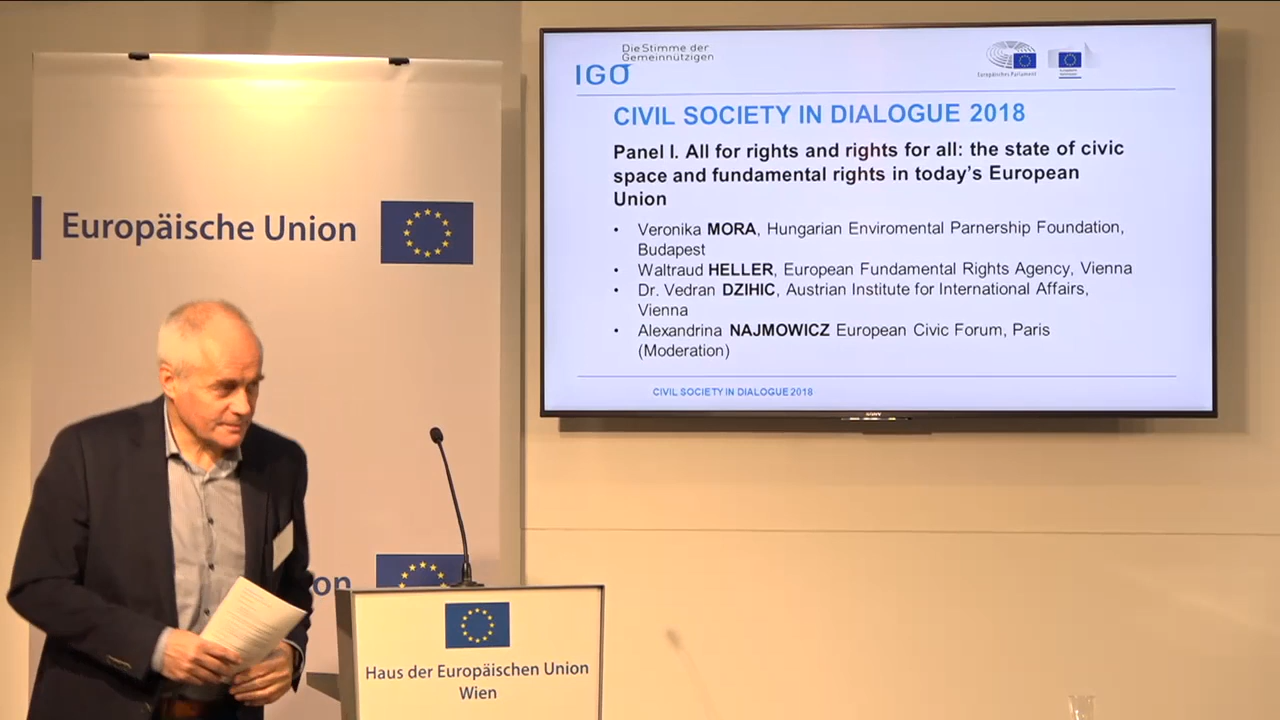 Europäische Union
on
Haus der Europäischen Union
Wien
Die Stimme der
Gemeinnützigen
IGO
Europäisches Parlament
CIVIL SOCIETY IN DIALOGUE 2018
Panel I. All for rights and rights for all: the state of civic
space and fundamental rights in today's European
Union
• Veronika MORA, Hungarian Enviromental Parnership Foundation,
Budapest
• Waltraud HELLER, European Fundamental Rights Agency, Vienna
• Dr. Vedran DZIHIC, Austrian Institute for International Affairs,
Vienna
• Alexandrina NAJMOWICZ European Civic Forum, Paris
(Moderation)
CIVIL SOCIETY IN DIALOGUE 2018